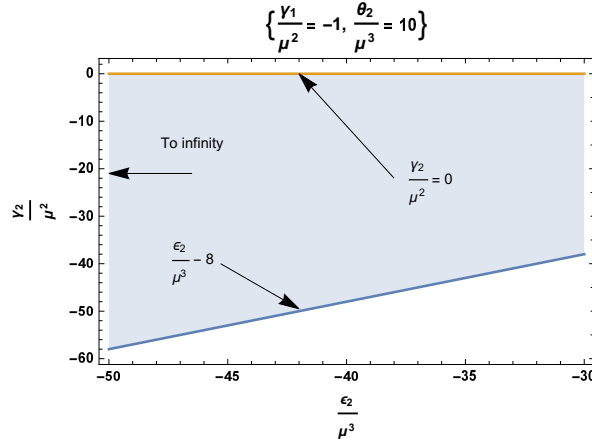 {γ₁/μ² = −1, θ₂/μ³ = 10}
0
−10
−20
−30
−40
−50
−60
γ₂/μ²
To infinity
γ₂/μ² = 0
ϵ₂/μ³ − 8
−50
−45
−40
−35
−30
ϵ₂/μ³